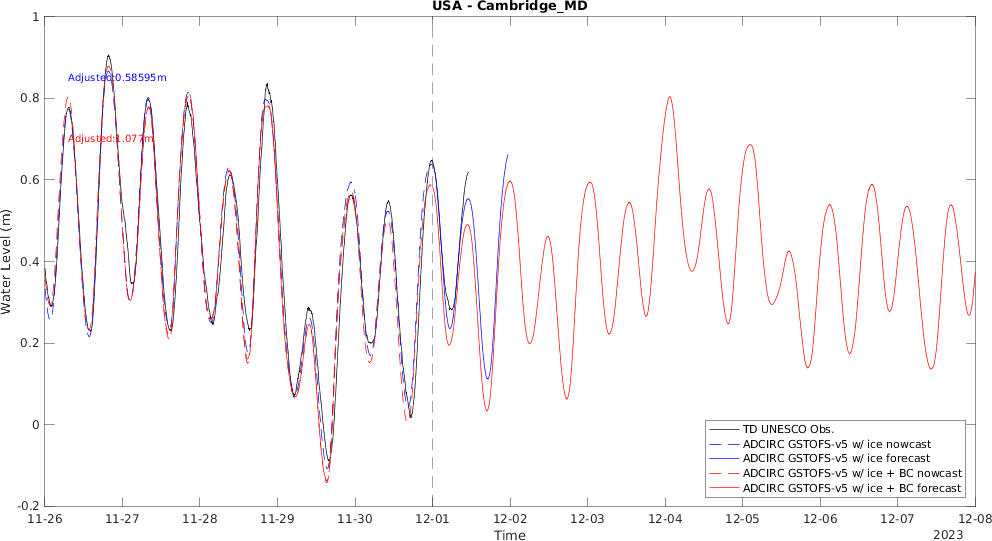 USA - Cambridge_MD
1
0.8
0.6
0.4
0.2
0
-0.2
Water Level (m)
Adjusted:0.58595m
Adjusted:1.077m
TD UNESCO Obs.
ADCIRC GSTOFS-v5 w/ ice nowcast
ADCIRC GSTOFS-v5 w/ ice forecast
ADCIRC GSTOFS-v5 w/ ice + BC nowcast
ADCIRC GSTOFS-v5 w/ ice + BC forecast
11-26 11-27 11-28 11-29 11-30 12-01 12-02 12-03 12-04 12-05 12-06 12-07 12-08
Time
2023